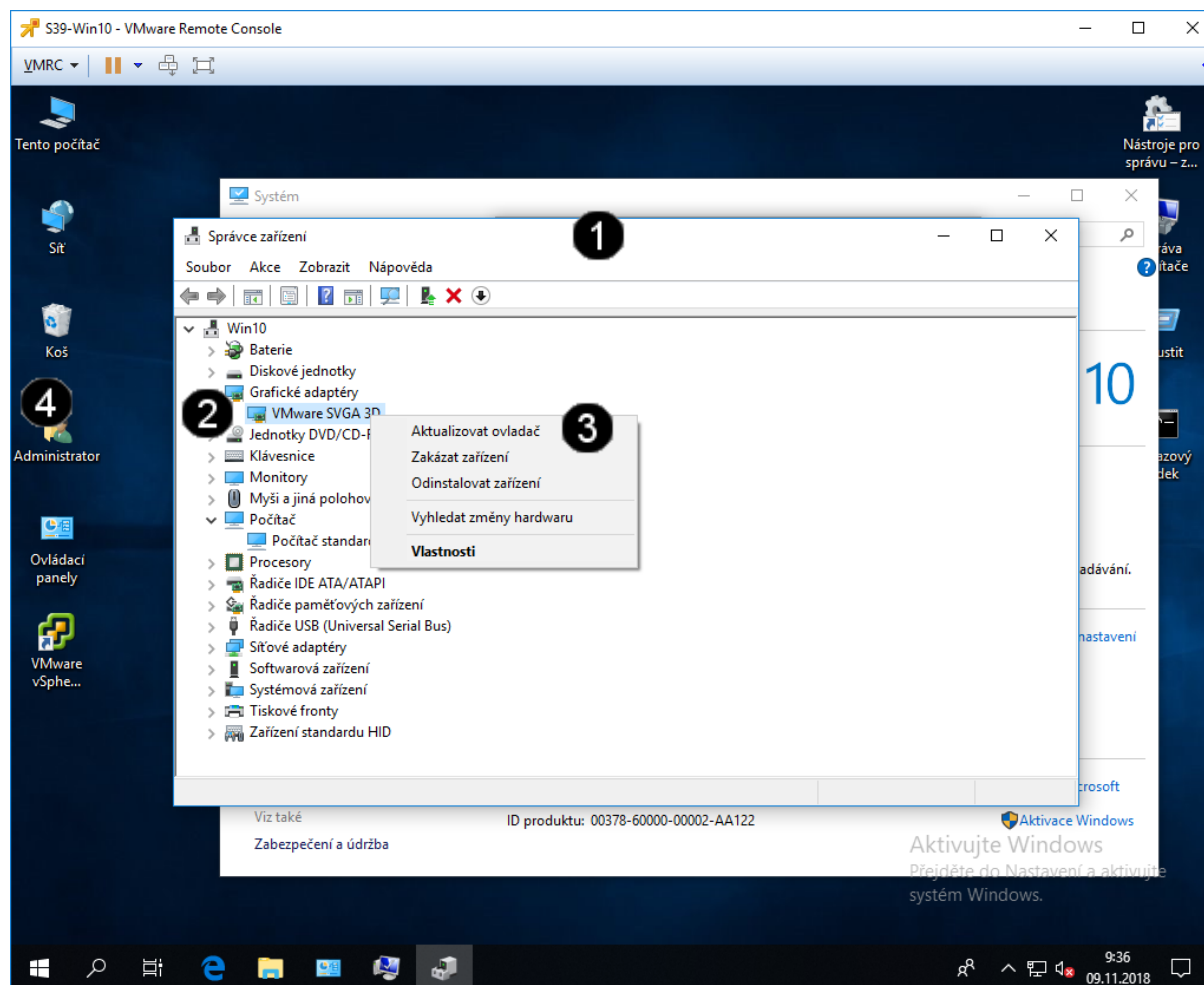 S39-Win10 - VMware Remote Console
VMRC
Tento počítač
Nástroje pro
správu – z...
Systém
1
Správce zařízení
Síť
Soubor Akce Zobrazit Nápověda
Win10
Baterie
Diskové jednotky
Koš
Grafické adaptéry
10
4
2
VMware SVGA 3D
3
Aktualizovat ovladač
Jednotky DVD/CD-
Administrator
Klávesnice
Zakázat zařízení
Monitory
Odinstalovat zařízení
Myši a jiná polohov
Vyhledat změny hardwaru
Počítač
Počítač standar
Vlastnosti
Ovládací
panely
Procesory
adávání.
Řadiče IDE ATA/ATAPI
Řadiče paměťových zařízení
Řadiče USB (Universal Serial Bus)
nastavení
Síťové adaptéry
VMware
vSphe...
Softwarová zařízení
Systémová zařízení
Tiskové fronty
Zařízení standardu HID
crosoft
Viz také
ID produktu: 00378-60000-00002-AA122
Aktivace Windows
Zabezpečení a údržba
Aktivujte Windows
Přejděte do Nastavení a aktivujte
systém Windows.
9:36
09.11.2018